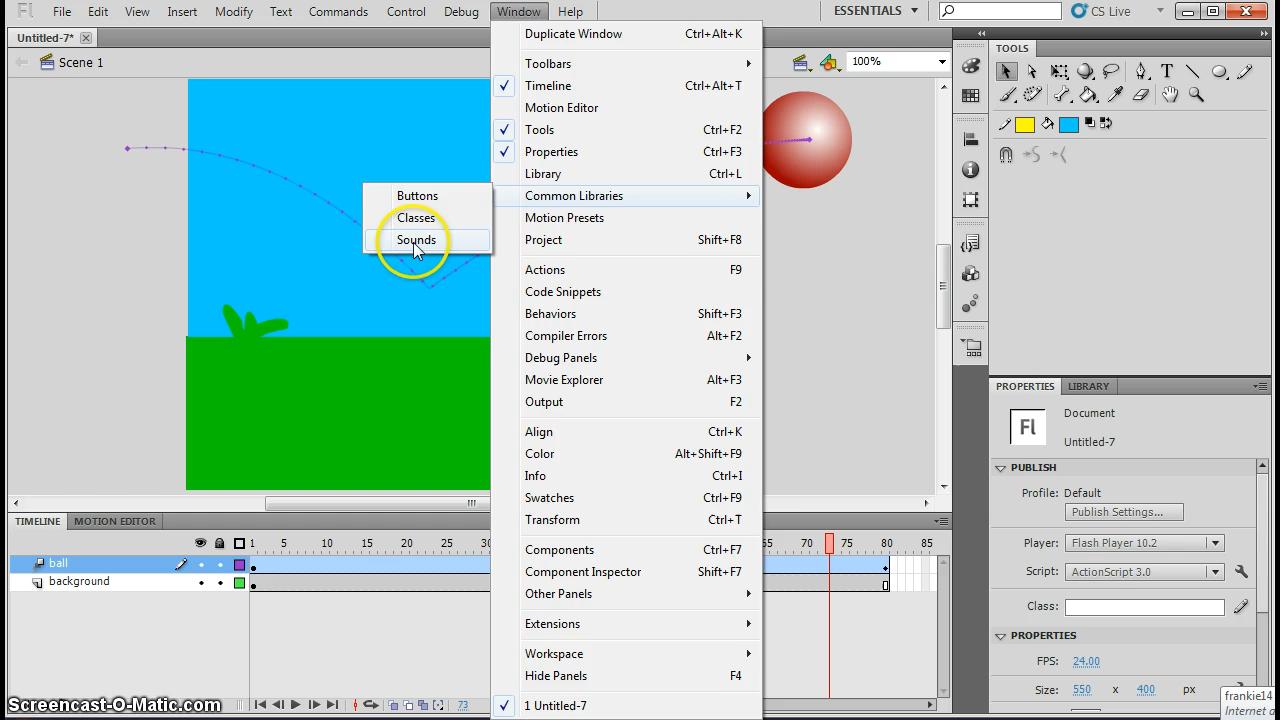 Fl File Edit View Insert Modify Text Commands Control Debug Window Help ESSENTIALS CS Live
Untitled-7*
Scene 1
100%
Duplicate Window Ctrl+Alt+K
Toolbars
Timeline Ctrl+Alt+T
Motion Editor
Tools Ctrl+F2
Properties Ctrl+F3
Library Ctrl+L
Common Libraries
Motion Presets
Project Shift+F8
Actions F9
Code Snippets
Behaviors Shift+F3
Compiler Errors Alt+F2
Debug Panels
Movie Explorer Alt+F3
Output F2
Align Ctrl+K
Color Alt+Shift+F9
Info Ctrl+I
Swatches Ctrl+F9
Transform Ctrl+T
Components Ctrl+F7
Component Inspector Shift+F7
Other Panels
Extensions
Workspace
Hide Panels F4
1 Untitled-7
Buttons
Classes
Sounds
TOOLS
PROPERTIES LIBRARY
Fl
Document
Untitled-7
PUBLISH
Profile: Default
Publish Settings...
Player: Flash Player 10.2
Script: ActionScript 3.0
Class:
PROPERTIES
FPS: 24.00
Size: 550 x 400 px
TIMELINE MOTION EDITOR
1 5 10 15 20 25 30 65 70 75 80 85
ball
background
73
Screencast-O-Matic.com
frankie14
Internet a